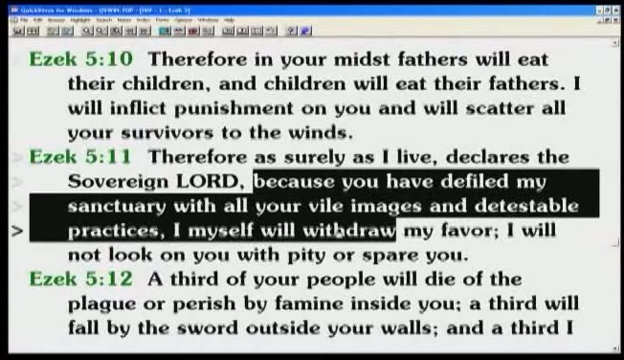 Ezek 5:10 Therefore in your midst fathers will eat
their children, and children will eat their fathers. I
will inflict punishment on you and will scatter all
your survivors to the winds.
Ezek 5:11 Therefore as surely as I live, declares the
Sovereign LORD, because you have defiled my
sanctuary with all your vile images and detestable
practices, I myself will withdraw my favor; I will
not look on you with pity or spare you.
Ezek 5:12 A third of your people will die of the
plague or perish by famine inside you; a third will
fall by the sword outside your walls; and a third I